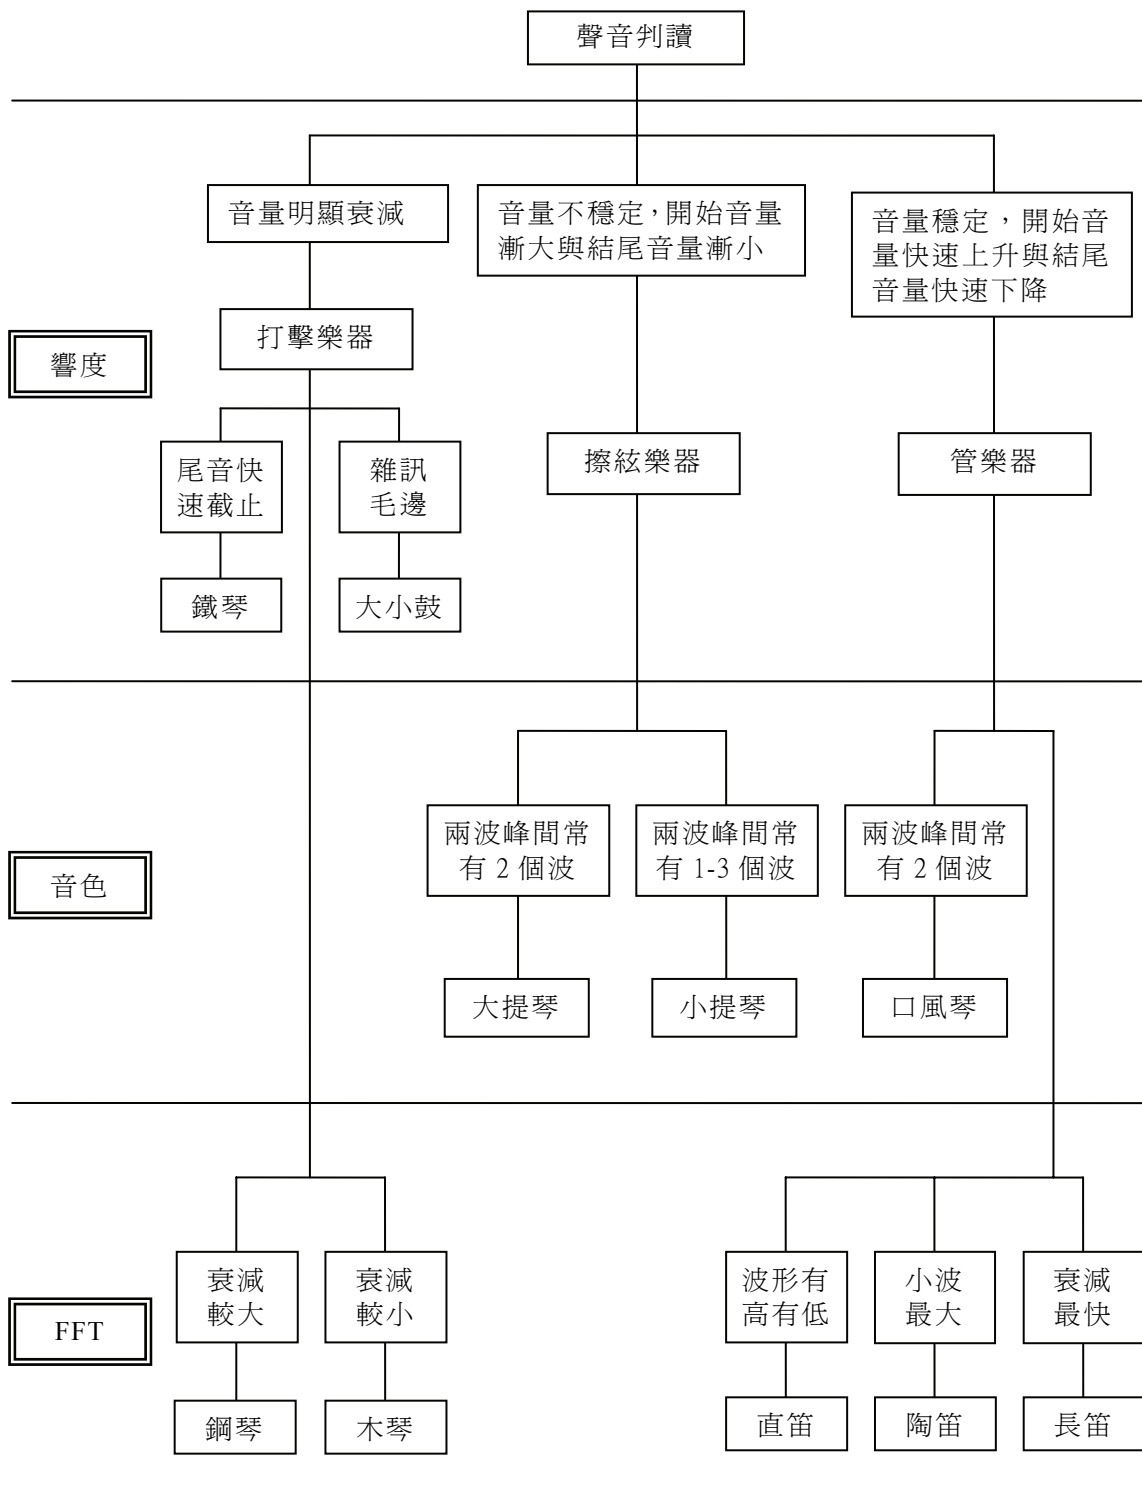 聲音判讀
音量明顯衰減
音量不穩定，開始音量
漸大與結尾音量漸小
音量穩定，開始音
量快速上升與結尾
音量快速下降
響度
打擊樂器
尾音快
速截止
雜訊
毛邊
擦絃樂器
管樂器
鐵琴
大小鼓
音色
兩波峰間常
有 2 個波
兩波峰間常
有 1-3 個波
兩波峰間常
有 2 個波
大提琴
小提琴
口風琴
FFT
衰減
較大
衰減
較小
波形有
高有低
小波
最大
衰減
最快
鋼琴
木琴
直笛
陶笛
長笛